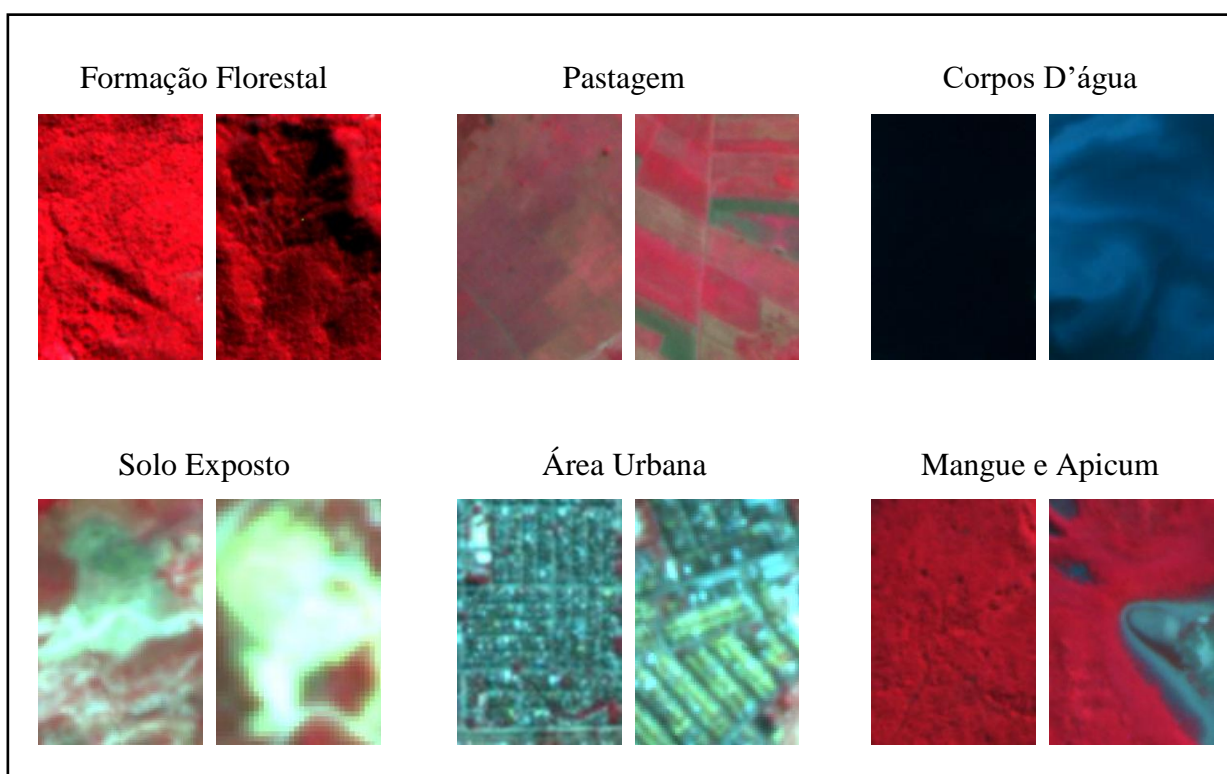 Formação Florestal
Pastagem
Corpos D’água
Solo Exposto
Área Urbana
Mangue e Apicum